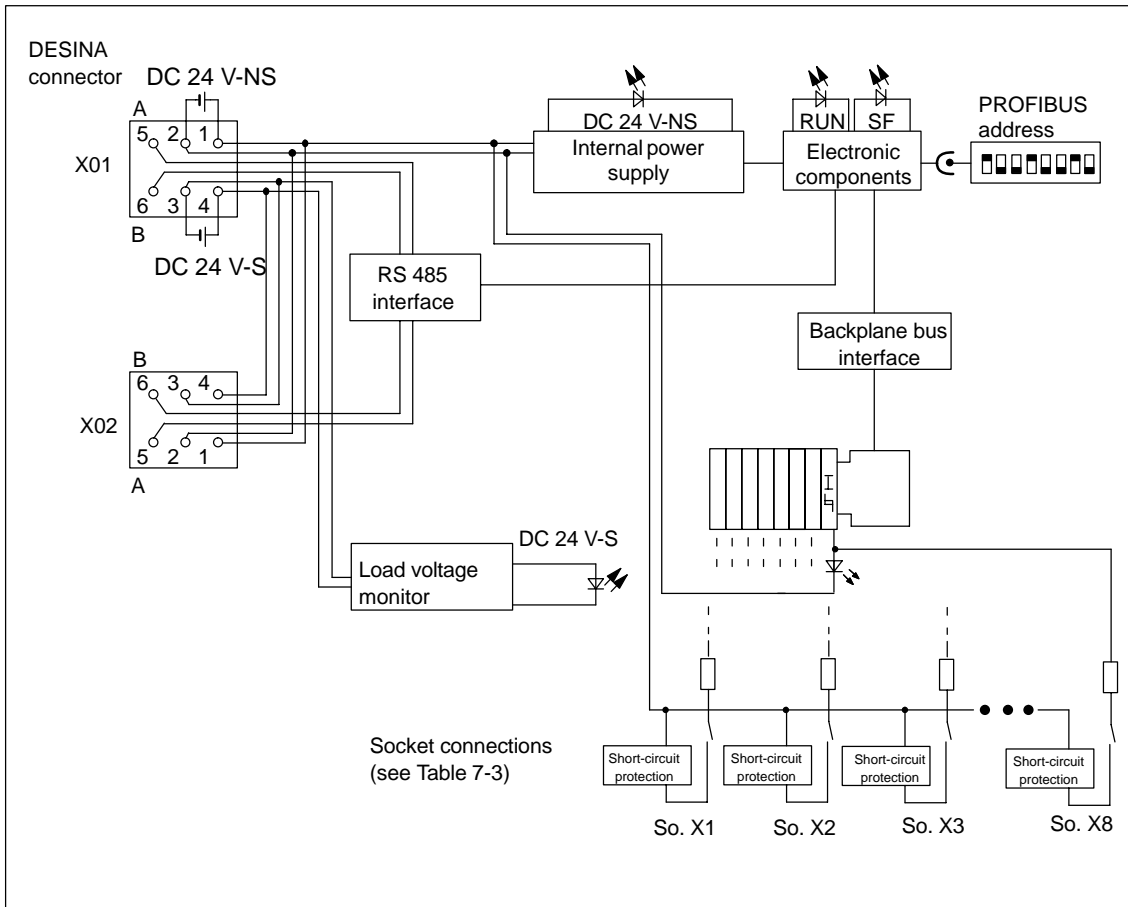 DESINA
connector
DC 24 V-NS
A
5 2 1
X01
6 3 4
B
DC 24 V-S
DC 24 V-NS
Internal power
supply
RUN SF
Electronic
components
PROFIBUS
address
RS 485
interface
Backplane bus
interface
B
6 3 4
X02
5 2 1
A
DC 24 V-S
Load voltage
monitor
Socket connections
(see Table 7-3)
Short-circuit
protection
Short-circuit
protection
Short-circuit
protection
Short-circuit
protection
So. X1 So. X2 So. X3 So. X8